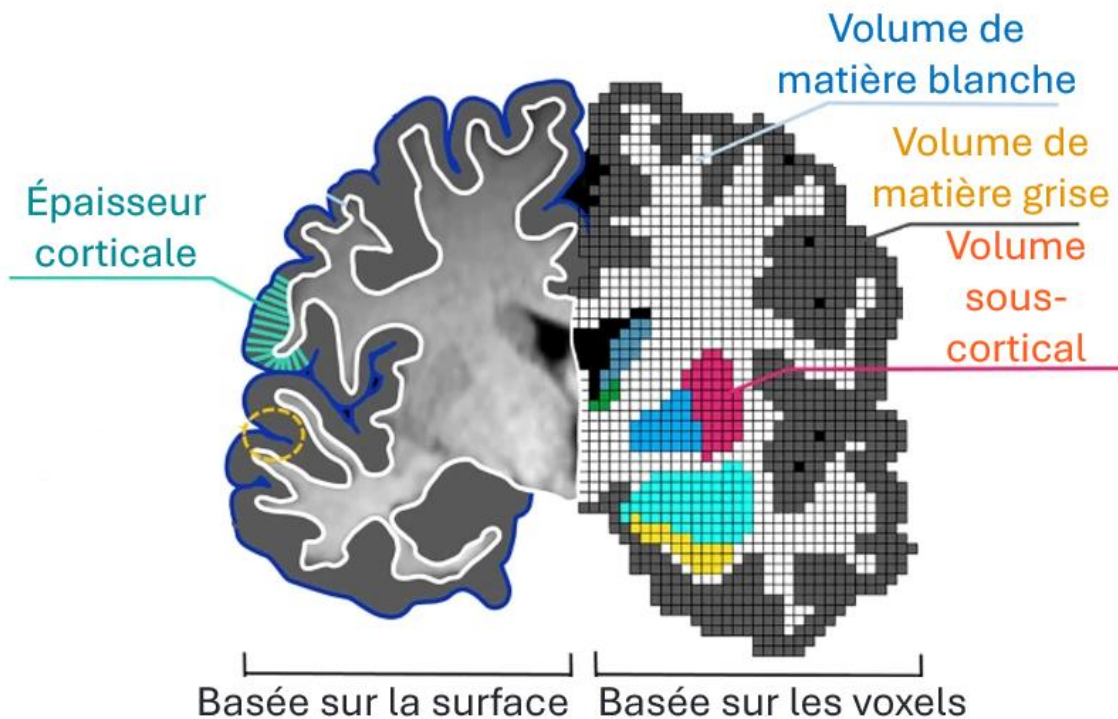 Volume de
matière blanche
Volume de
matière grise
Épaisseur
corticale
Volume
sous-
cortical
Basée sur la surface
Basée sur les voxels